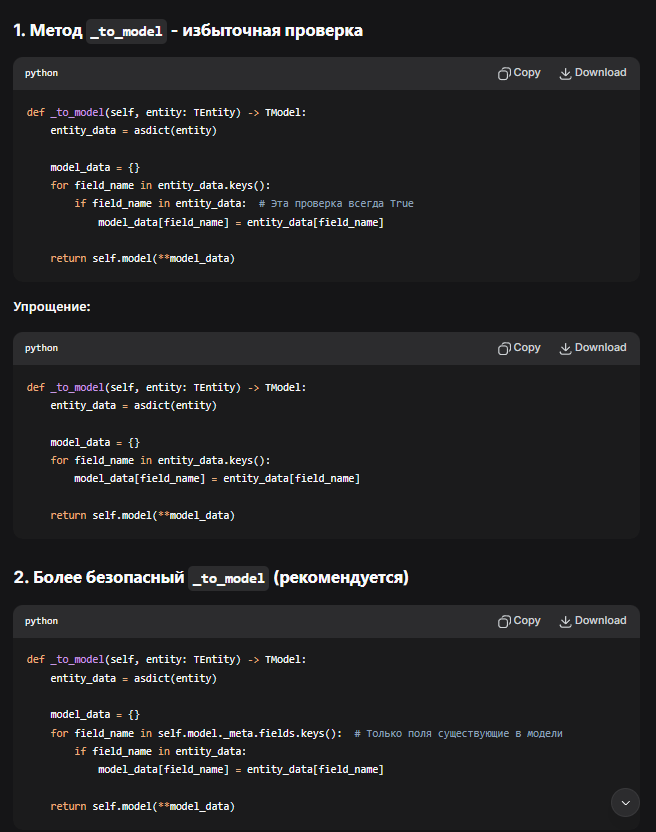 1. Метод _to_model - избыточная проверка
python
Copy
Download
def _to_model(self, entity: TEntity) -> TModel:
    entity_data = asdict(entity)
    model_data = {}
    for field_name in entity_data.keys():
        if field_name in entity_data:  # Эта проверка всегда True
            model_data[field_name] = entity_data[field_name]
    return self.model(**model_data)
Упрощение:
python
Copy
Download
def _to_model(self, entity: TEntity) -> TModel:
    entity_data = asdict(entity)
    model_data = {}
    for field_name in entity_data.keys():
        model_data[field_name] = entity_data[field_name]
    return self.model(**model_data)
2. Более безопасный _to_model (рекомендуется)
python
Copy
Download
def _to_model(self, entity: TEntity) -> TModel:
    entity_data = asdict(entity)
    model_data = {}
    for field_name in self.model._meta.fields.keys():  # Только поля существующие в модели
        if field_name in entity_data:
            model_data[field_name] = entity_data[field_name]
    return self.model(**model_data)